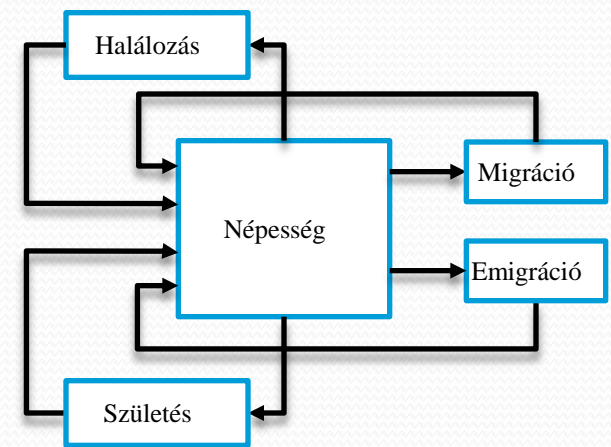 Halálozás
Migráció
Népesség
Emigráció
Születés